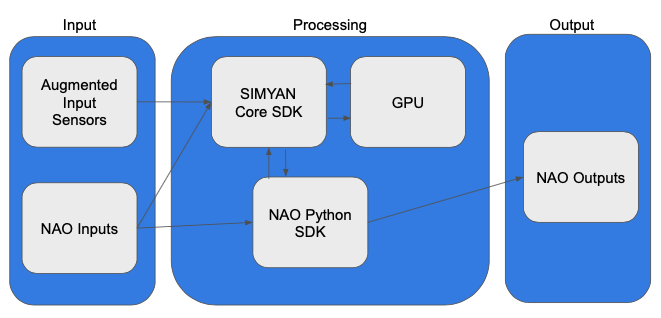 Input
Processing
Output
Augmented
Input
Sensors
SIMYAN
Core SDK
GPU
NAO Inputs
NAO Python
SDK
NAO Outputs